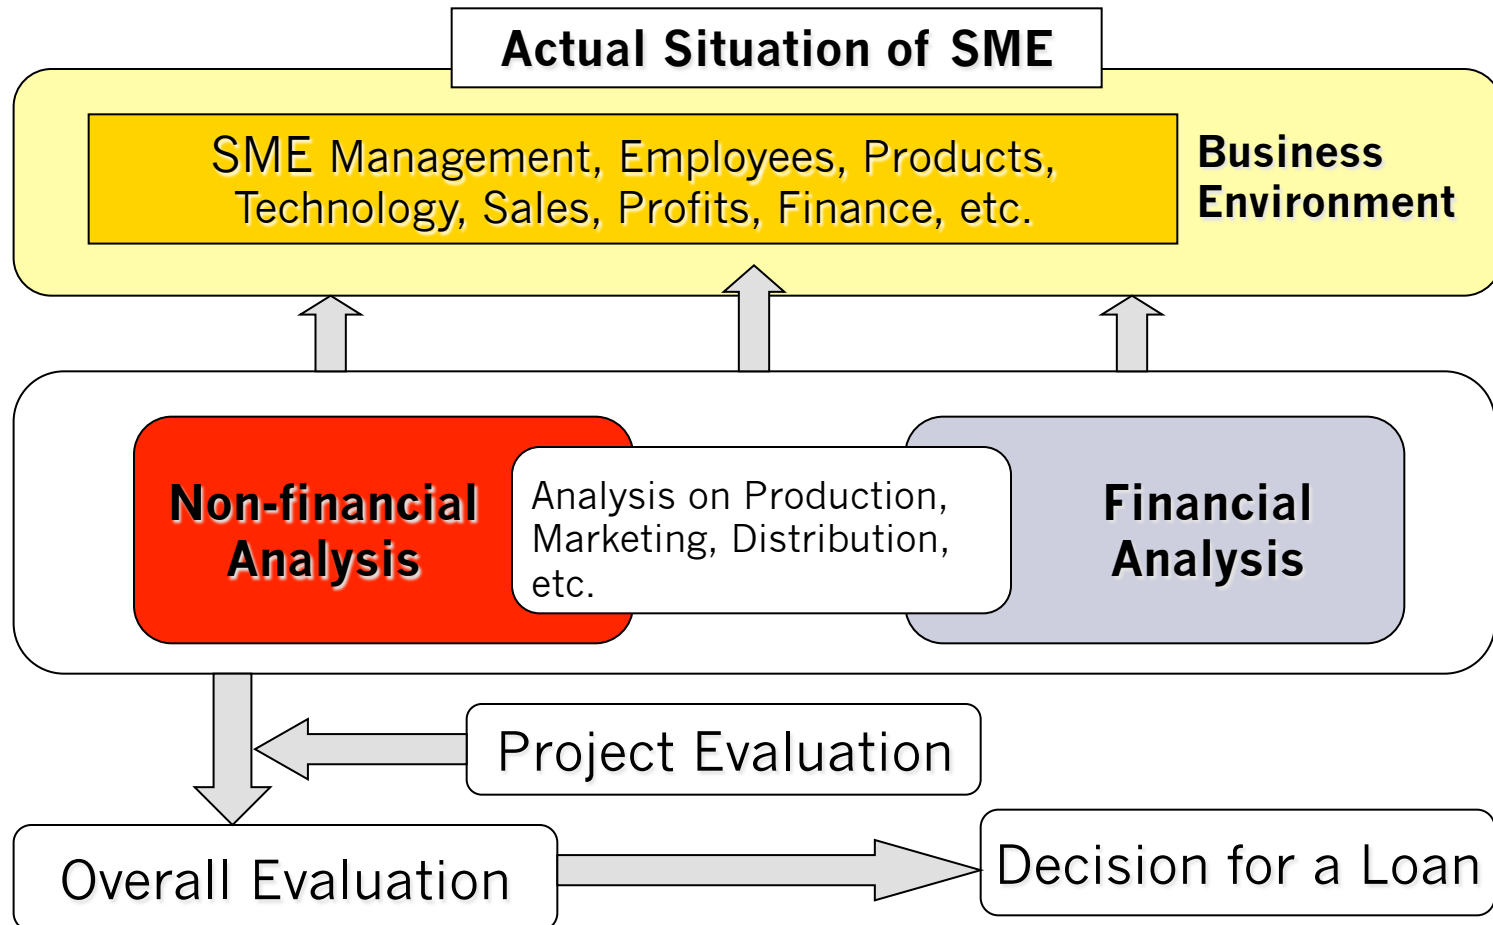 Actual Situation of SME
SME Management, Employees, Products,
Technology, Sales, Profits, Finance, etc.
Business
Environment
Non-financial
Analysis
Analysis on Production,
Marketing, Distribution,
etc.
Financial
Analysis
Project Evaluation
Overall Evaluation
Decision for a Loan